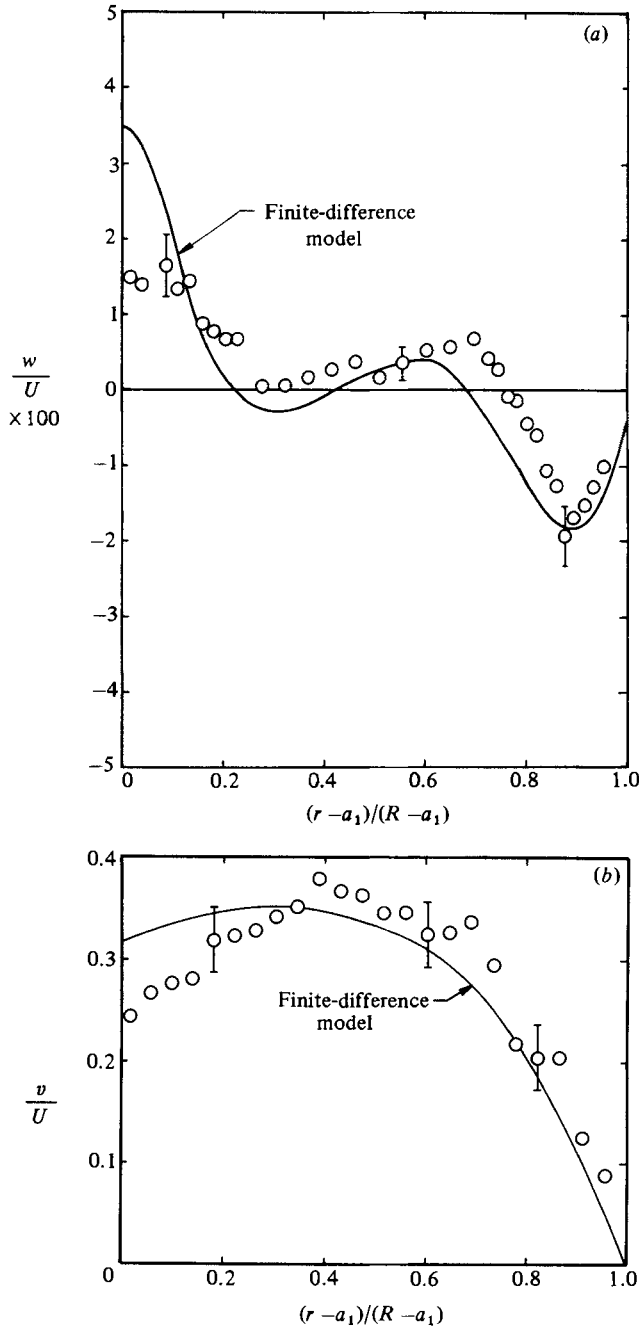 5
(a)
4
3
2
1
0
−1
−2
−3
−4
−5
w
U
×100
Finite-difference
model
0
0.2
0.4
0.6
0.8
1.0
(r −a₁)/(R −a₁)
0.4
(b)
0.3
0.2
0.1
0
v
U
Finite-difference
model
0.2
0.4
0.6
0.8
1.0
(r −a₁)/(R −a₁)